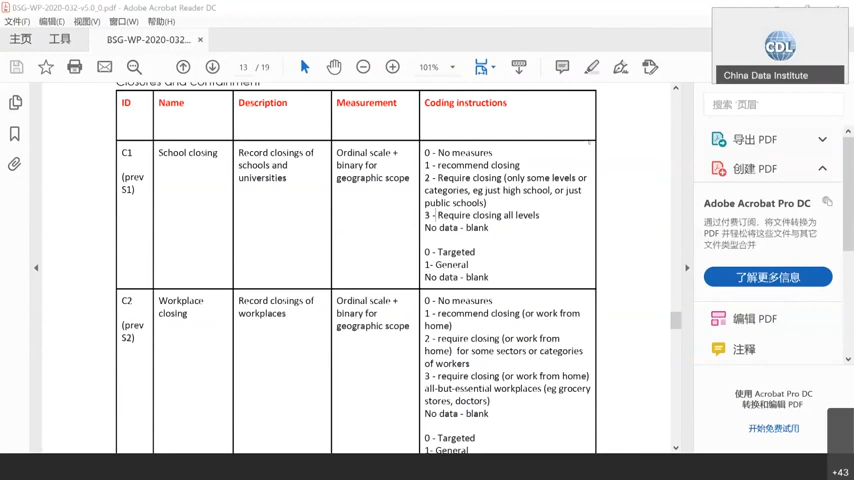 BSG-WP-2020-032-v5.0_0.pdf - Adobe Acrobat Reader DC
文件(F) 编辑(E) 视图(V) 窗口(W) 帮助(H)
主页 工具 BSG-WP-2020-032... ×
13 / 19 101%
CDL
China Data Institute
搜索 "页眉"
导出 PDF
创建 PDF
Adobe Acrobat Pro DC
通过付费订阅，将文件转换为
PDF 并轻松将这些文件与其它
文件类型合并
了解更多信息
编辑 PDF
注释
使用 Acrobat Pro DC
转换和编辑 PDF
开始免费试用
+43
Closures and containment
ID Name Description Measurement Coding instructions
C1 School closing Record closings of Ordinal scale + 0 - No measures
schools and binary for 1 - recommend closing
(prev universities geographic scope 2 - Require closing (only some levels or
S1) categories, eg just high school, or just
public schools)
3 - Require closing all levels
No data - blank
0 - Targeted
1- General
No data - blank
C2 Workplace Record closings of Ordinal scale + 0 - No measures
closing workplaces binary for 1 - recommend closing (or work from
(prev geographic scope home)
S2) 2 - require closing (or work from
home) for some sectors or categories
of workers
3 - require closing (or work from home)
all-but-essential workplaces (eg grocery
stores, doctors)
No data - blank
0 - Targeted
1- General